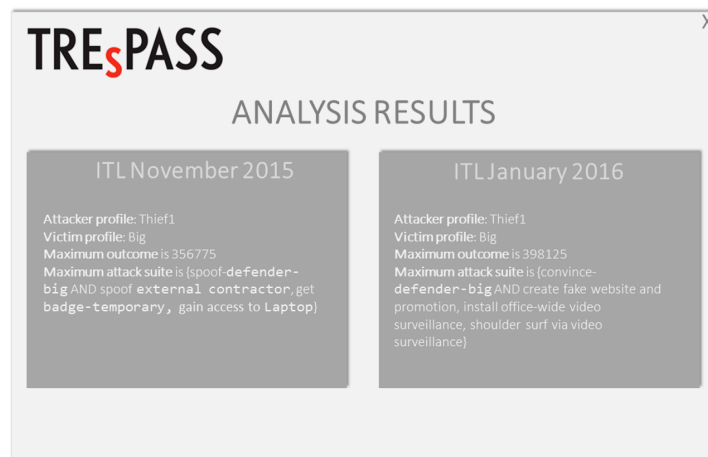 X
TREsPASS
ANALYSIS RESULTS
ITL November 2015
Attacker profile: Thief1
Victim profile: Big
Maximum outcome is 356775
Maximum attack suite is {spoof-defender-
big AND spoof external contractor, get
badge-temporary, gain access to Laptop}
ITL January 2016
Attacker profile: Thief1
Victim profile: Big
Maximum outcome is 398125
Maximum attack suite is {convince-
defender-big AND create fake website and
promotion, install office-wide video
surveillance, shoulder surf via video
surveillance}